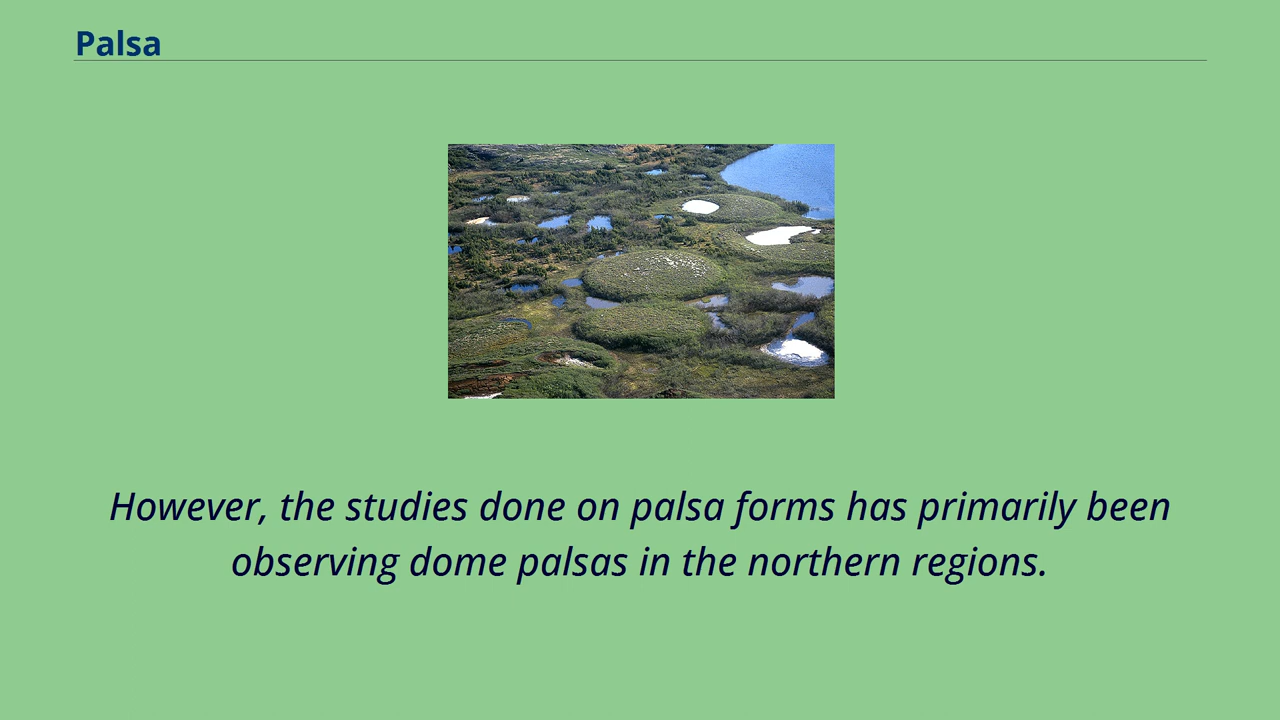 Palsa
However, the studies done on palsa forms has primarily been
observing dome palsas in the northern regions.